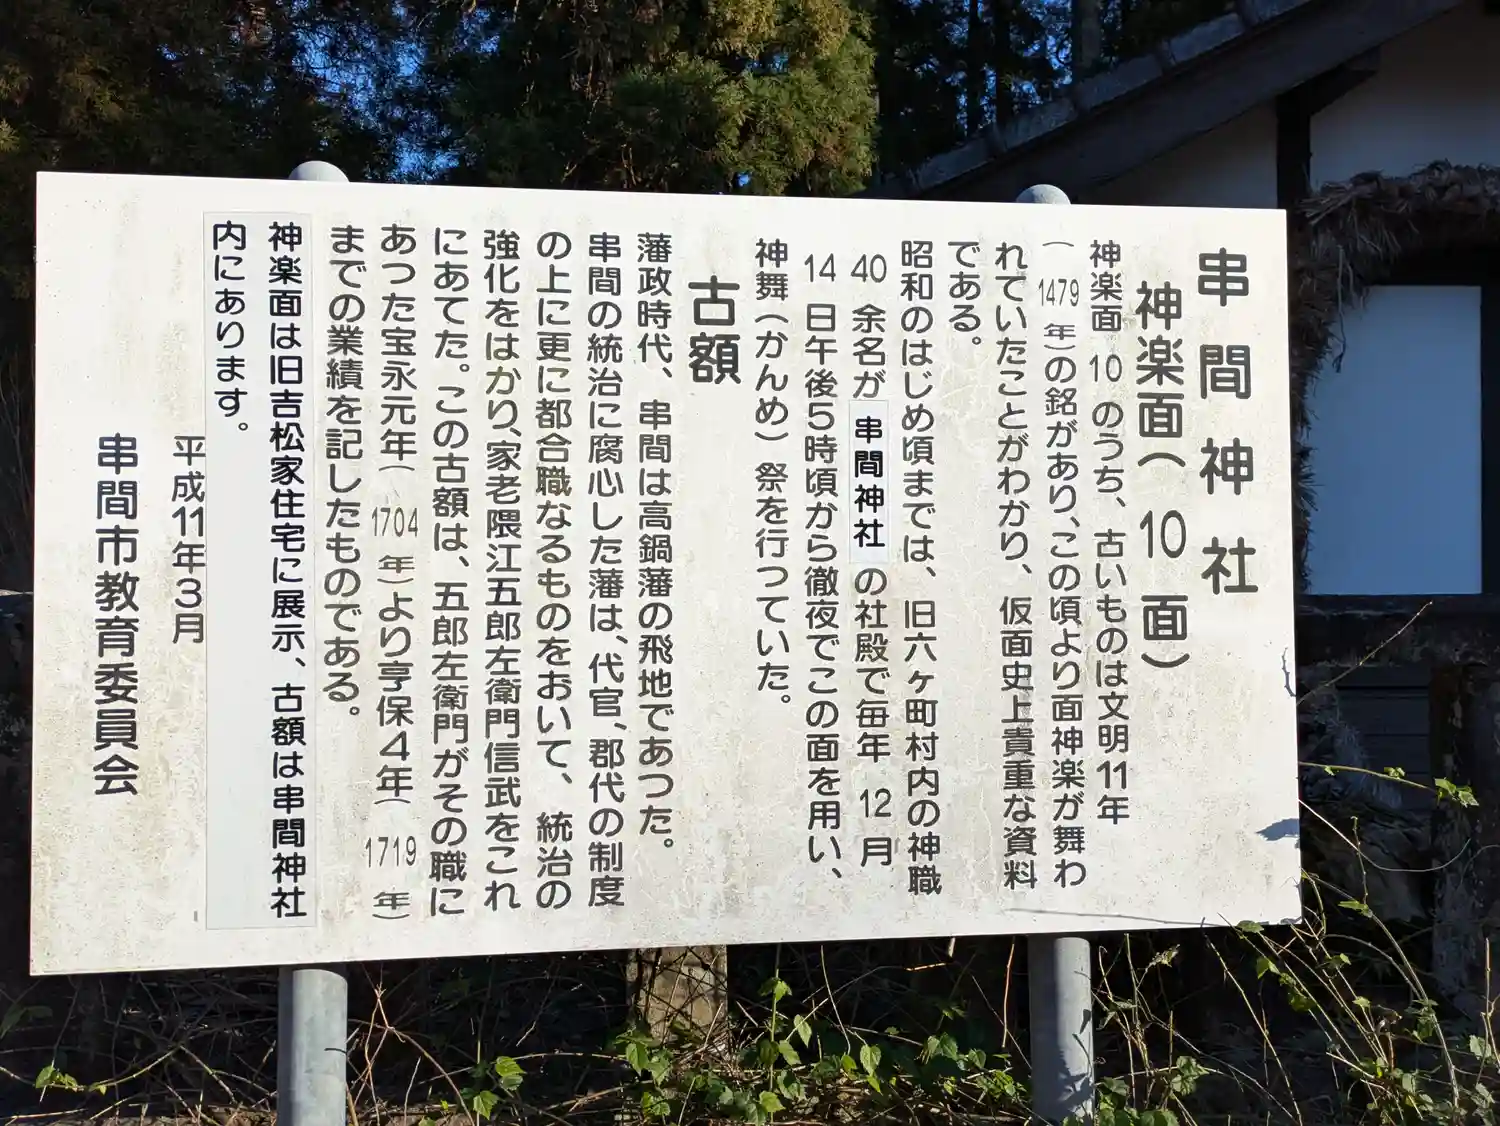 串間神社
神楽面（10面）
神楽面10のうち、古いものは文明11年
（1479年）の銘があり、この頃より面神楽が舞わ
れていたことがわかり、仮面史上貴重な資料
である。
昭和のはじめ頃までは、旧六ヶ町村内の神職
40余名が串間神社の社殿で毎年12月
14日午後5時頃から徹夜でこの面を用い、
神舞（かんめ）祭を行つていた。
古額
藩政時代、串間は高鍋藩の飛地であつた。
串間の統治に腐心した藩は、代官、郡代の制度
の上に更に都合職なるものをおいて、統治の
強化をはかり、家老隈江五郎左衛門信武をこれ
にあてた。この古額は、五郎左衛門がその職に
あつた宝永元年（1704年）より享保4年（1719年）
までの業績を記したものである。
神楽面は旧吉松家住宅に展示、古額は串間神社
内にあります。
平成11年3月
串間市教育委員会